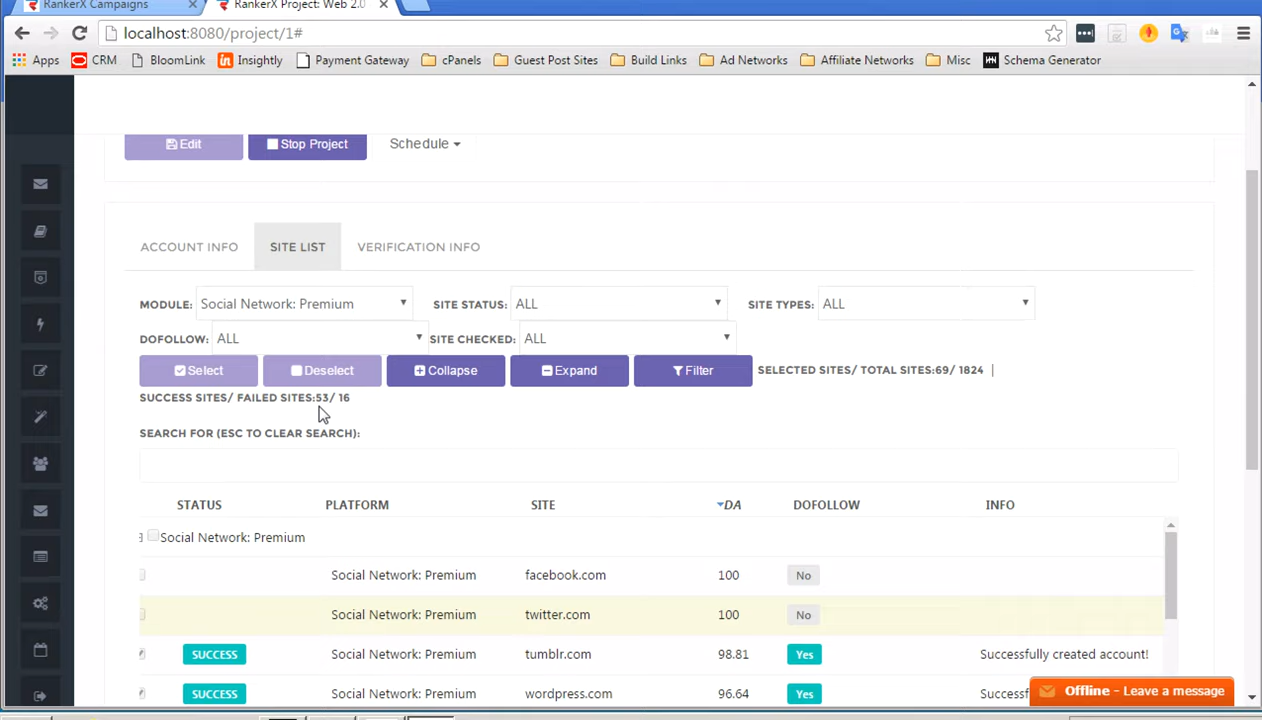 RankerX Campaigns
RankerX Project: Web 2.0
localhost:8080/project/1#
Apps CRM BloomLink Insightly Payment Gateway cPanels Guest Post Sites Build Links Ad Networks Affiliate Networks Misc Schema Generator
Edit Stop Project Schedule
ACCOUNT INFO SITE LIST VERIFICATION INFO
MODULE: Social Network: Premium SITE STATUS: ALL SITE TYPES: ALL
DOFOLLOW: ALL SITE CHECKED: ALL
Select Deselect Collapse Expand Filter SELECTED SITES/ TOTAL SITES:69/ 1824 |
SUCCESS SITES/ FAILED SITES:53/ 16
SEARCH FOR (ESC TO CLEAR SEARCH):
STATUS PLATFORM SITE DA DOFOLLOW INFO
Social Network: Premium
Social Network: Premium facebook.com 100 No
Social Network: Premium twitter.com 100 No
SUCCESS Social Network: Premium tumblr.com 98.81 Yes Successfully created account!
SUCCESS Social Network: Premium wordpress.com 96.64 Yes Success
Offline - Leave a message